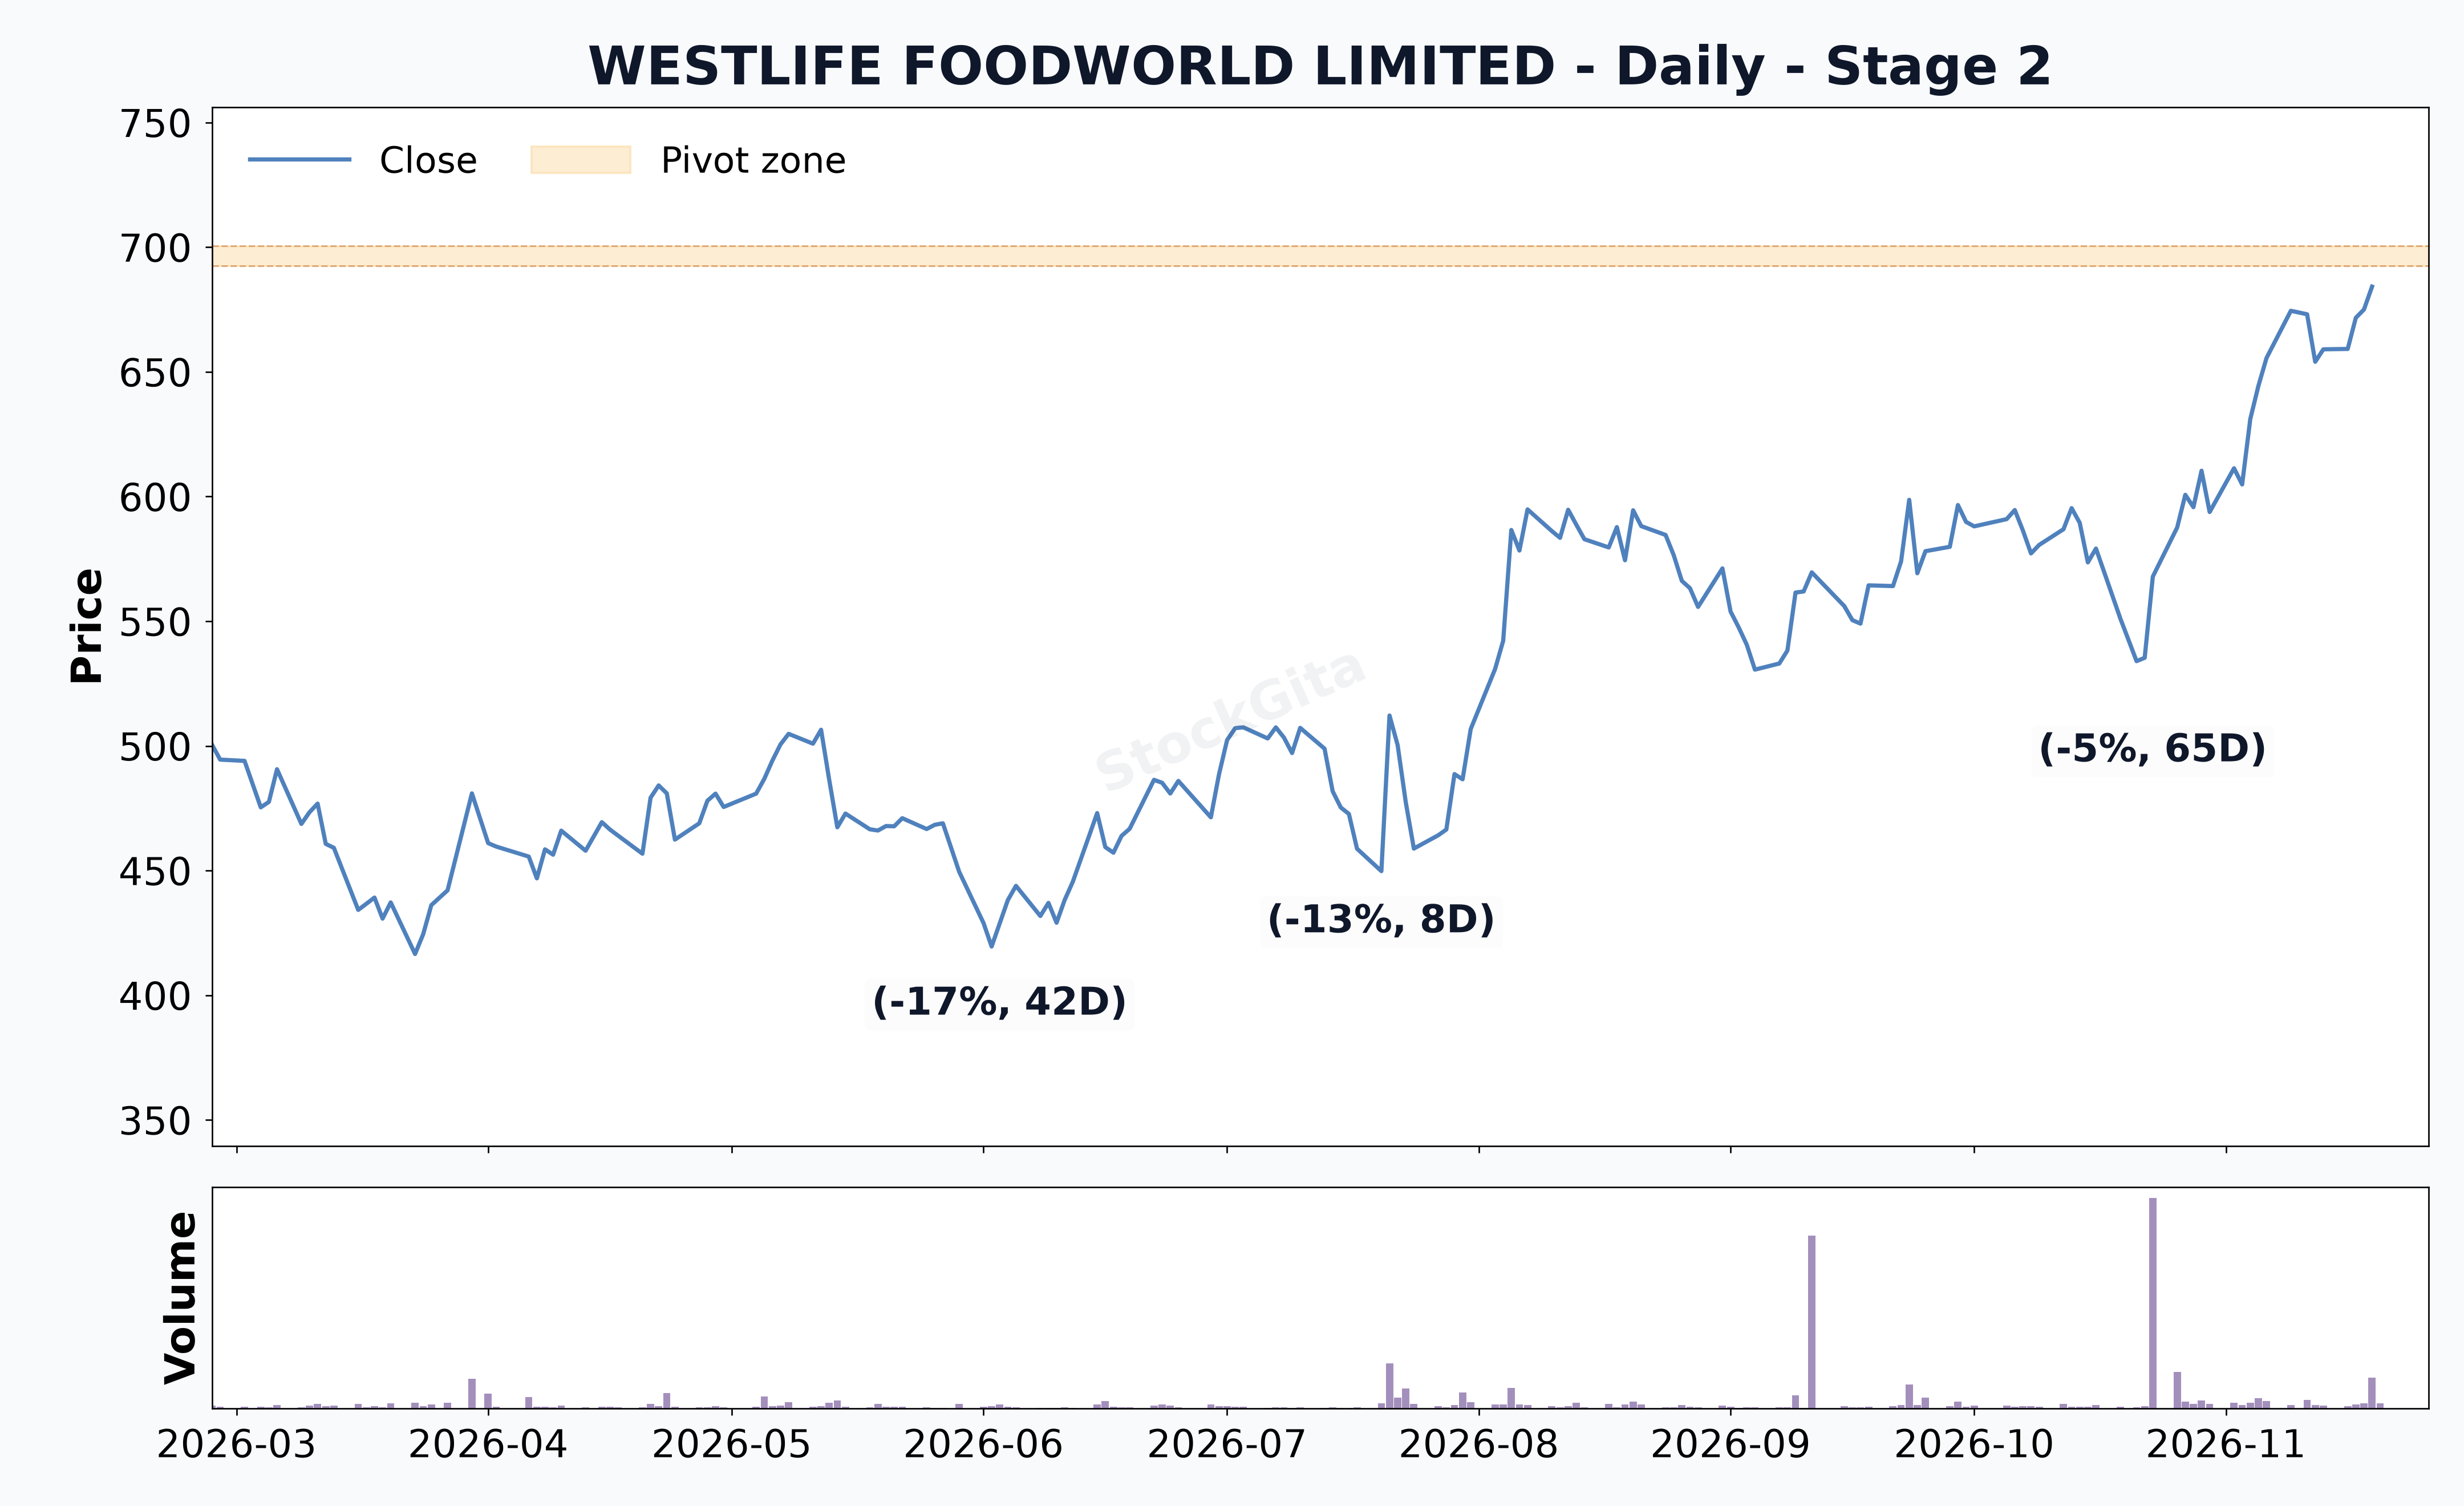 WESTLIFE FOODWORLD LIMITED - Daily - Stage 2
Close
Pivot zone
Price
750
700
650
600
550
500
450
400
350
StockGita
(-17%, 42D)
(-13%, 8D)
(-5%, 65D)
Volume
2026-03
2026-04
2026-05
2026-06
2026-07
2026-08
2026-09
2026-10
2026-11